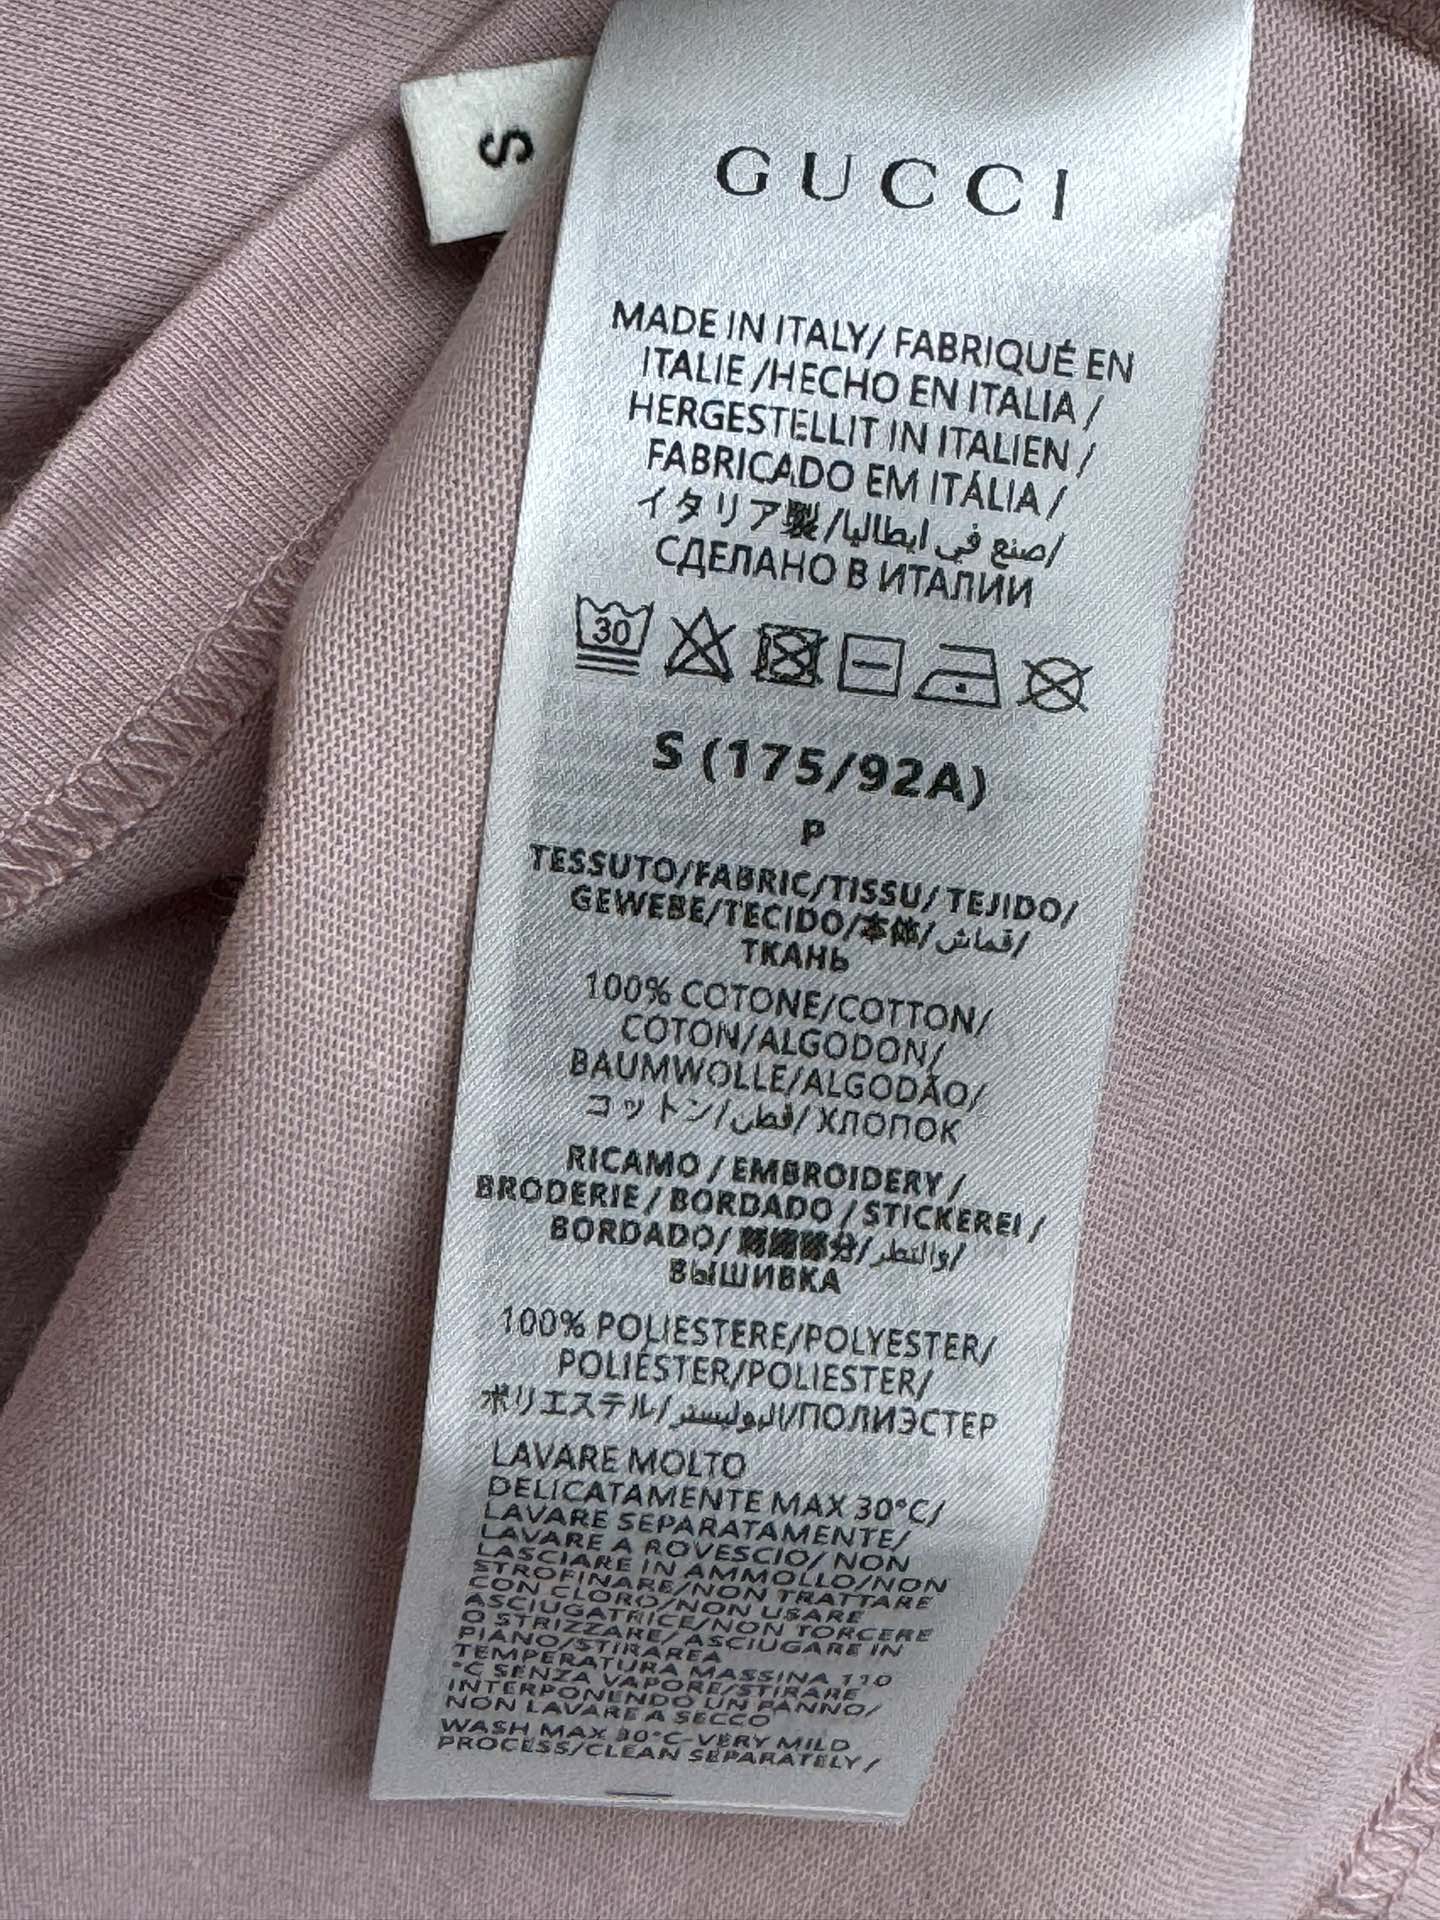 S
GUCCI
MADE IN ITALY/ FABRIQUÉ EN
ITALIE /HECHO EN ITALIA /
HERGESTELLIT IN ITALIEN /
FABRICADO EM ITÁLIA /
イタリア製/صنع في ايطاليا/
СДЕЛАНО В ИТАЛИИ
30
S (175/92A)
P
TESSUTO/FABRIC/TISSU/ TEJIDO/
GEWEBE/TECIDO/本体/قماش/
ТКАНЬ
100% COTONE/COTTON/
COTON/ALGODON/
BAUMWOLLE/ALGODÃO/
コットン/قطن/ХЛОПОК
RICAMO / EMBROIDERY /
BRODERIE / BORDADO / STICKEREI /
BORDADO/ 分/والتطر/
ВЫШИВКА
100% POLIESTERE/POLYESTER/
POLIÉSTER/POLIESTER/
ポリエステル/البوليستر/ПОЛИЭСТЕР
LAVARE MOLTO
DELICATAMENTE MAX 30°C/
LAVARE SEPARATAMENTE/
LAVARE A ROVESCIO/ NON
LASCIARE IN AMMOLLO/NON
STROFINARE/NON TRATTARE
CON CLORO/NON USARE
ASCIUGATRICE/NON TORCERE
O STRIZZARE/ ASCIUGARE IN
PIANO/STIRAREA
TEMPERATURA MASSINA 110
°C SENZA VAPORE/STIRARE
INTERPONENDO UN PANNO/
NON LAVARE A SECCO
WASH MAX 30°C-VERY MILD
PROCESS/CLEAN SEPARATELY /